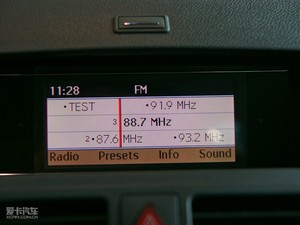 11:28 FM
•TEST •91.9 MHz
3 88.7 MHz
2•87.6 MHz •93.2 MHz
Radio Presets Info Sound
爱卡汽车